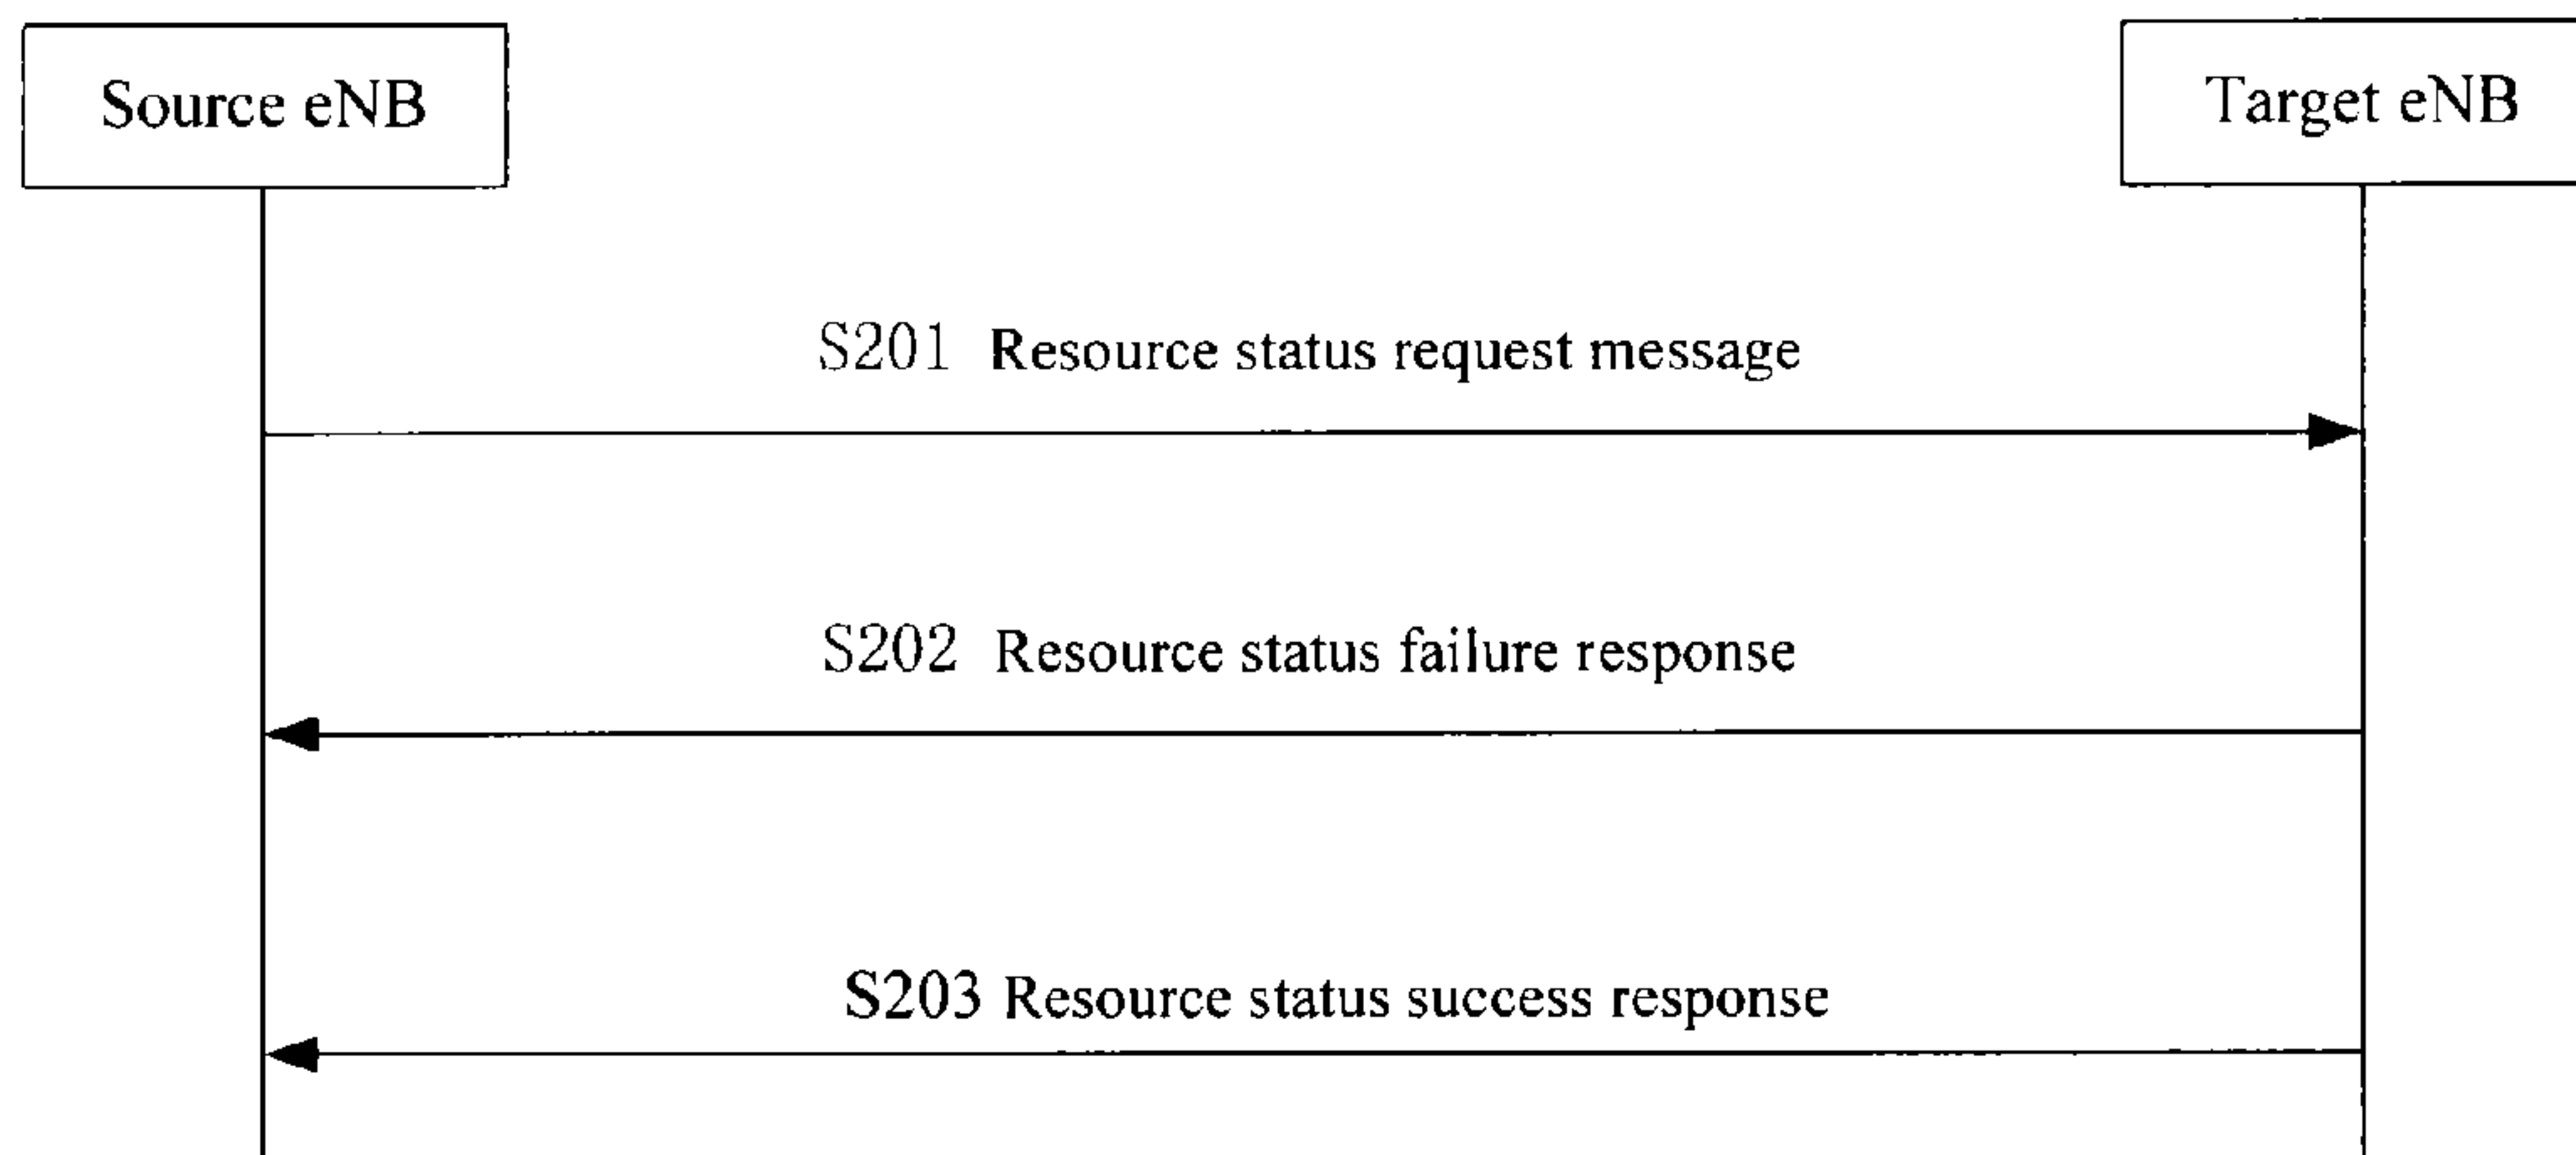 Source eNB
Target eNB
S201 Resource status request message
S202 Resource status failure response
S203 Resource status success response